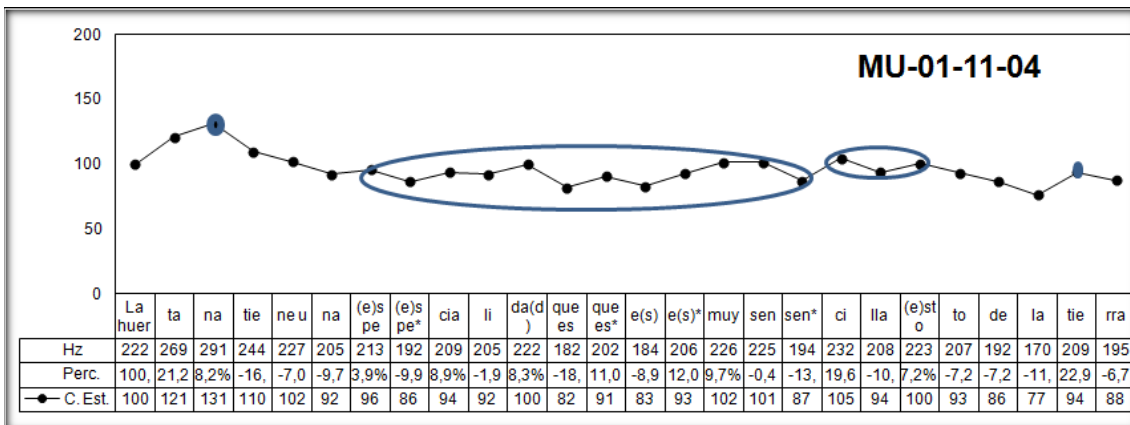 200
MU-01-11-04
150
100
50
0
La huer ta na tie ne u na (e)s pe (e)s pe* cia li da(d) que es que es* e(s) e(s)* muy sen sen* ci lla (e)st o to de la tie rra
Hz 222 269 291 244 227 205 213 192 209 205 222 182 202 184 206 226 225 194 232 208 223 207 192 170 209 195
Perc. 100, 21,2 8,2% -16, -7,0 -9,7 3,9% -9,9 8,9% -1,9 8,3% -18, 11,0 -8,9 12,0 9,7% -0,4 -13, 19,6 -10, 7,2% -7,2 -7,2 -11, 22,9 -6,7
C. Est. 100 121 131 110 102 92 96 86 94 92 100 82 91 83 93 102 101 87 105 94 100 93 86 77 94 88